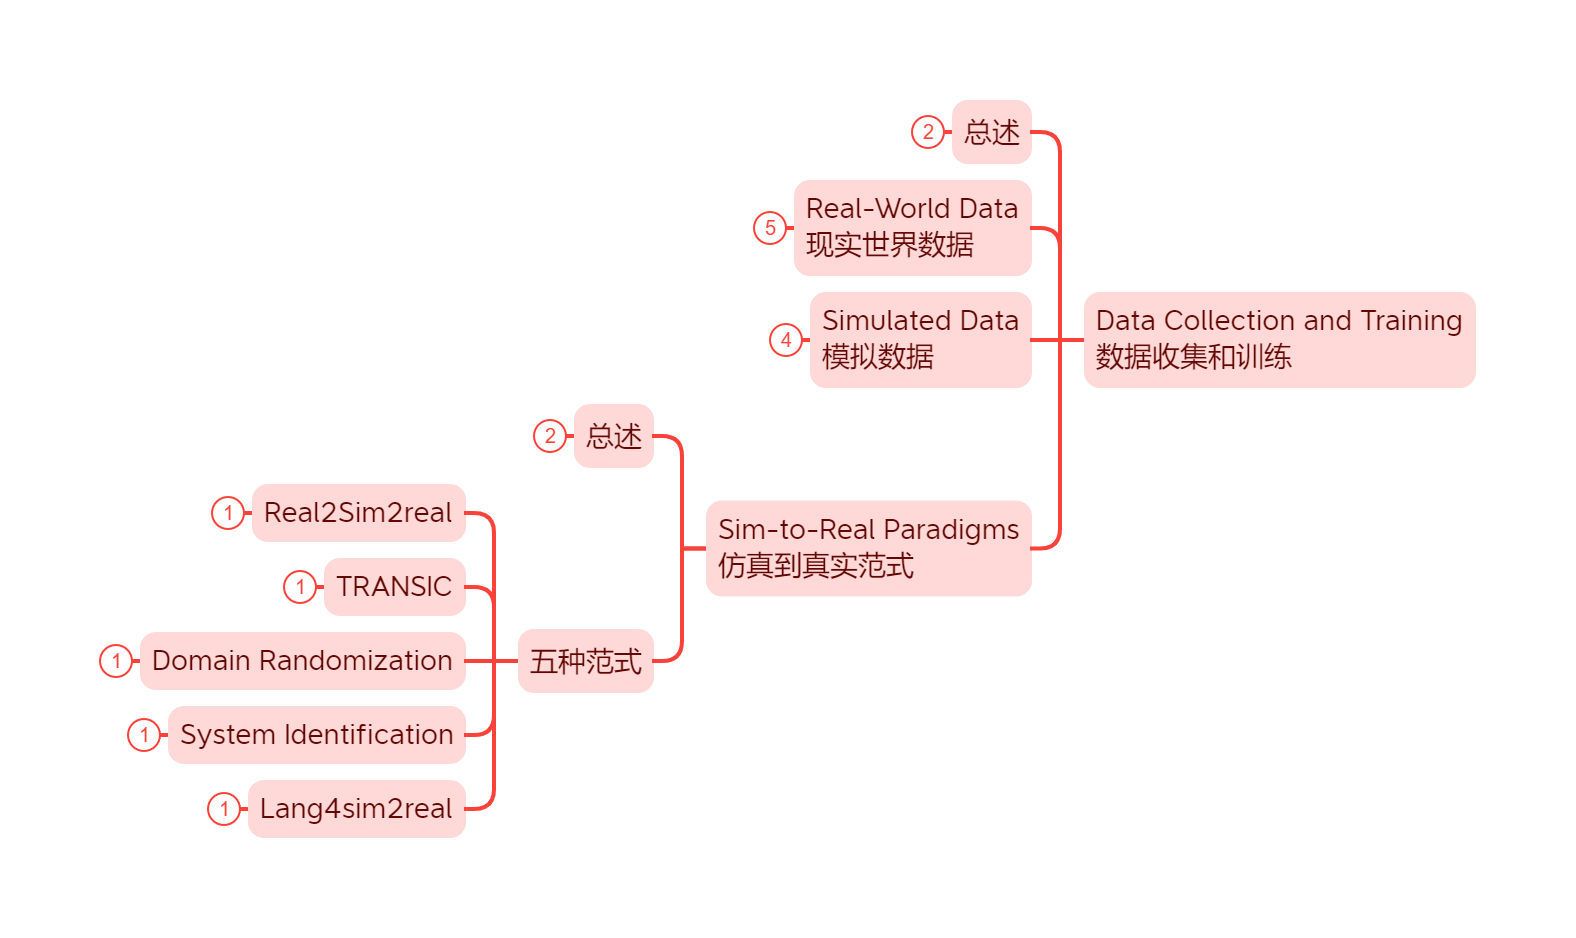 2
总述
5
Real-World Data
现实世界数据
4
Simulated Data
模拟数据
Data Collection and Training
数据收集和训练
2
总述
Sim-to-Real Paradigms
仿真到真实范式
1
Real2Sim2real
1
TRANSIC
1
Domain Randomization
五种范式
1
System Identification
1
Lang4sim2real